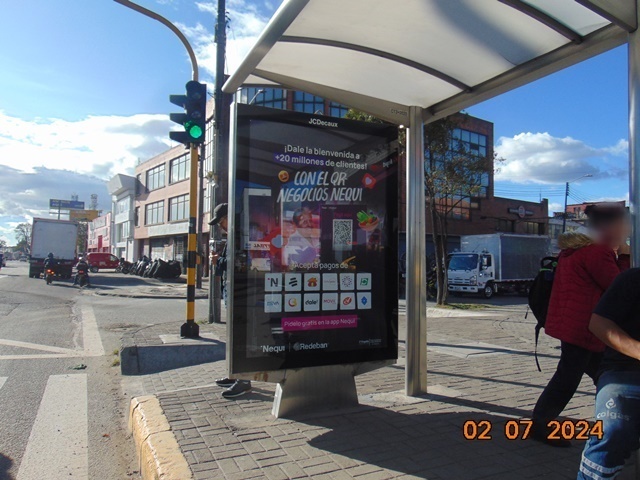 JCDecaux
¡Dale la bienvenida a
+20 millones de clientes!
CON EL QR
NEGOCIOS NEQUI
Acepta pagos de
Pídelo gratis en la app Nequi
Nequi Redeban
02 07 2024